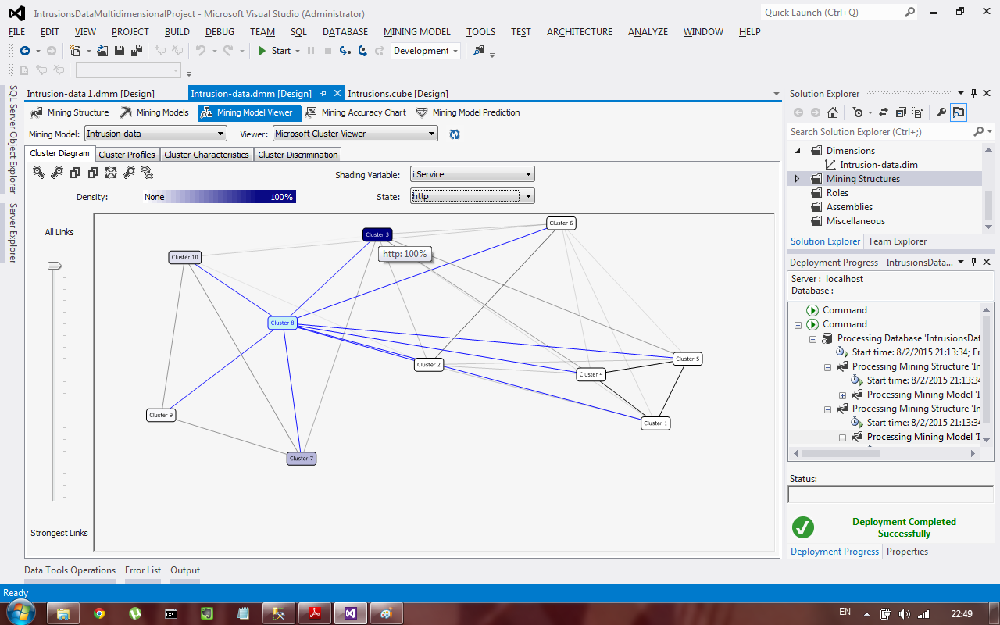 IntrusionsDataMultidimensionalProject - Microsoft Visual Studio (Administrator)
Quick Launch (Ctrl+Q)
FILE EDIT VIEW PROJECT BUILD DEBUG TEAM SQL DATABASE MINING MODEL TOOLS TEST ARCHITECTURE ANALYZE WINDOW HELP
Start Development
SQL Server Object Explorer
Server Explorer
Intrusion-data 1.dmm [Design] Intrusion-data.dmm [Design] Intrusions.cube [Design]
Mining Structure Mining Models Mining Model Viewer Mining Accuracy Chart Mining Model Prediction
Mining Model: Intrusion-data Viewer: Microsoft Cluster Viewer
Cluster Diagram Cluster Profiles Cluster Characteristics Cluster Discrimination
Shading Variable: i Service
Density: None 100% State: http
All Links
Strongest Links
Cluster 6
Cluster 3
http: 100%
Cluster 10
Cluster 8
Cluster 5
Cluster 2
Cluster 4
Cluster 9
Cluster 1
Cluster 7
Solution Explorer
Search Solution Explorer (Ctrl+;)
Dimensions
Intrusion-data.dim
Mining Structures
Roles
Assemblies
Miscellaneous
Solution Explorer Team Explorer
Deployment Progress - IntrusionsData...
Server : localhost
Database :
Command
Command
Processing Database 'IntrusionsDat
Start time: 8/2/2015 21:13:34; En
Processing Mining Structure 'In
Start time: 8/2/2015 21:13:34
Processing Mining Model 'I
Processing Mining Structure 'In
Start time: 8/2/2015 21:13:34
Processing Mining Model 'I
Status:
Deployment Completed
Successfully
Deployment Progress Properties
Data Tools Operations Error List Output
Ready
EN 22:49